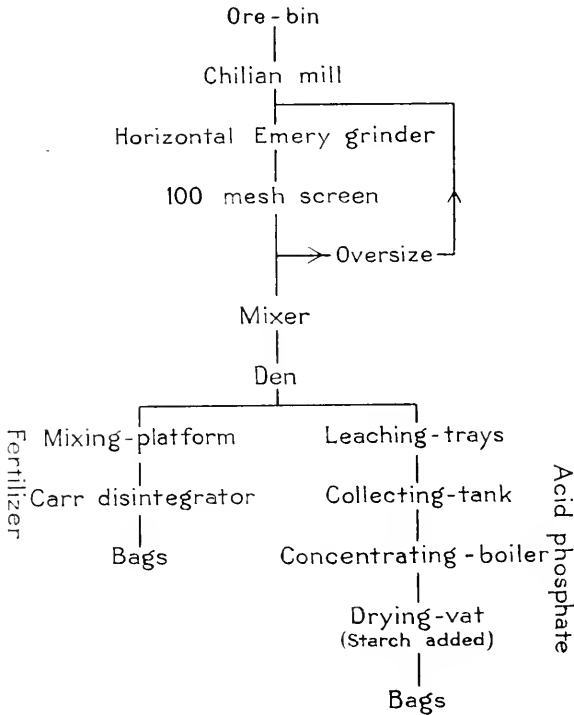 Ore-bin
Chilian mill
Horizontal Emery grinder
100 mesh screen
Oversize
Mixer
Den
Fertilizer
Mixing-platform
Carr disintegrator
Bags
Leaching-trays
Collecting-tank
Concentrating-boiler
Drying-vat
(Starch added)
Bags
Acid phosphate